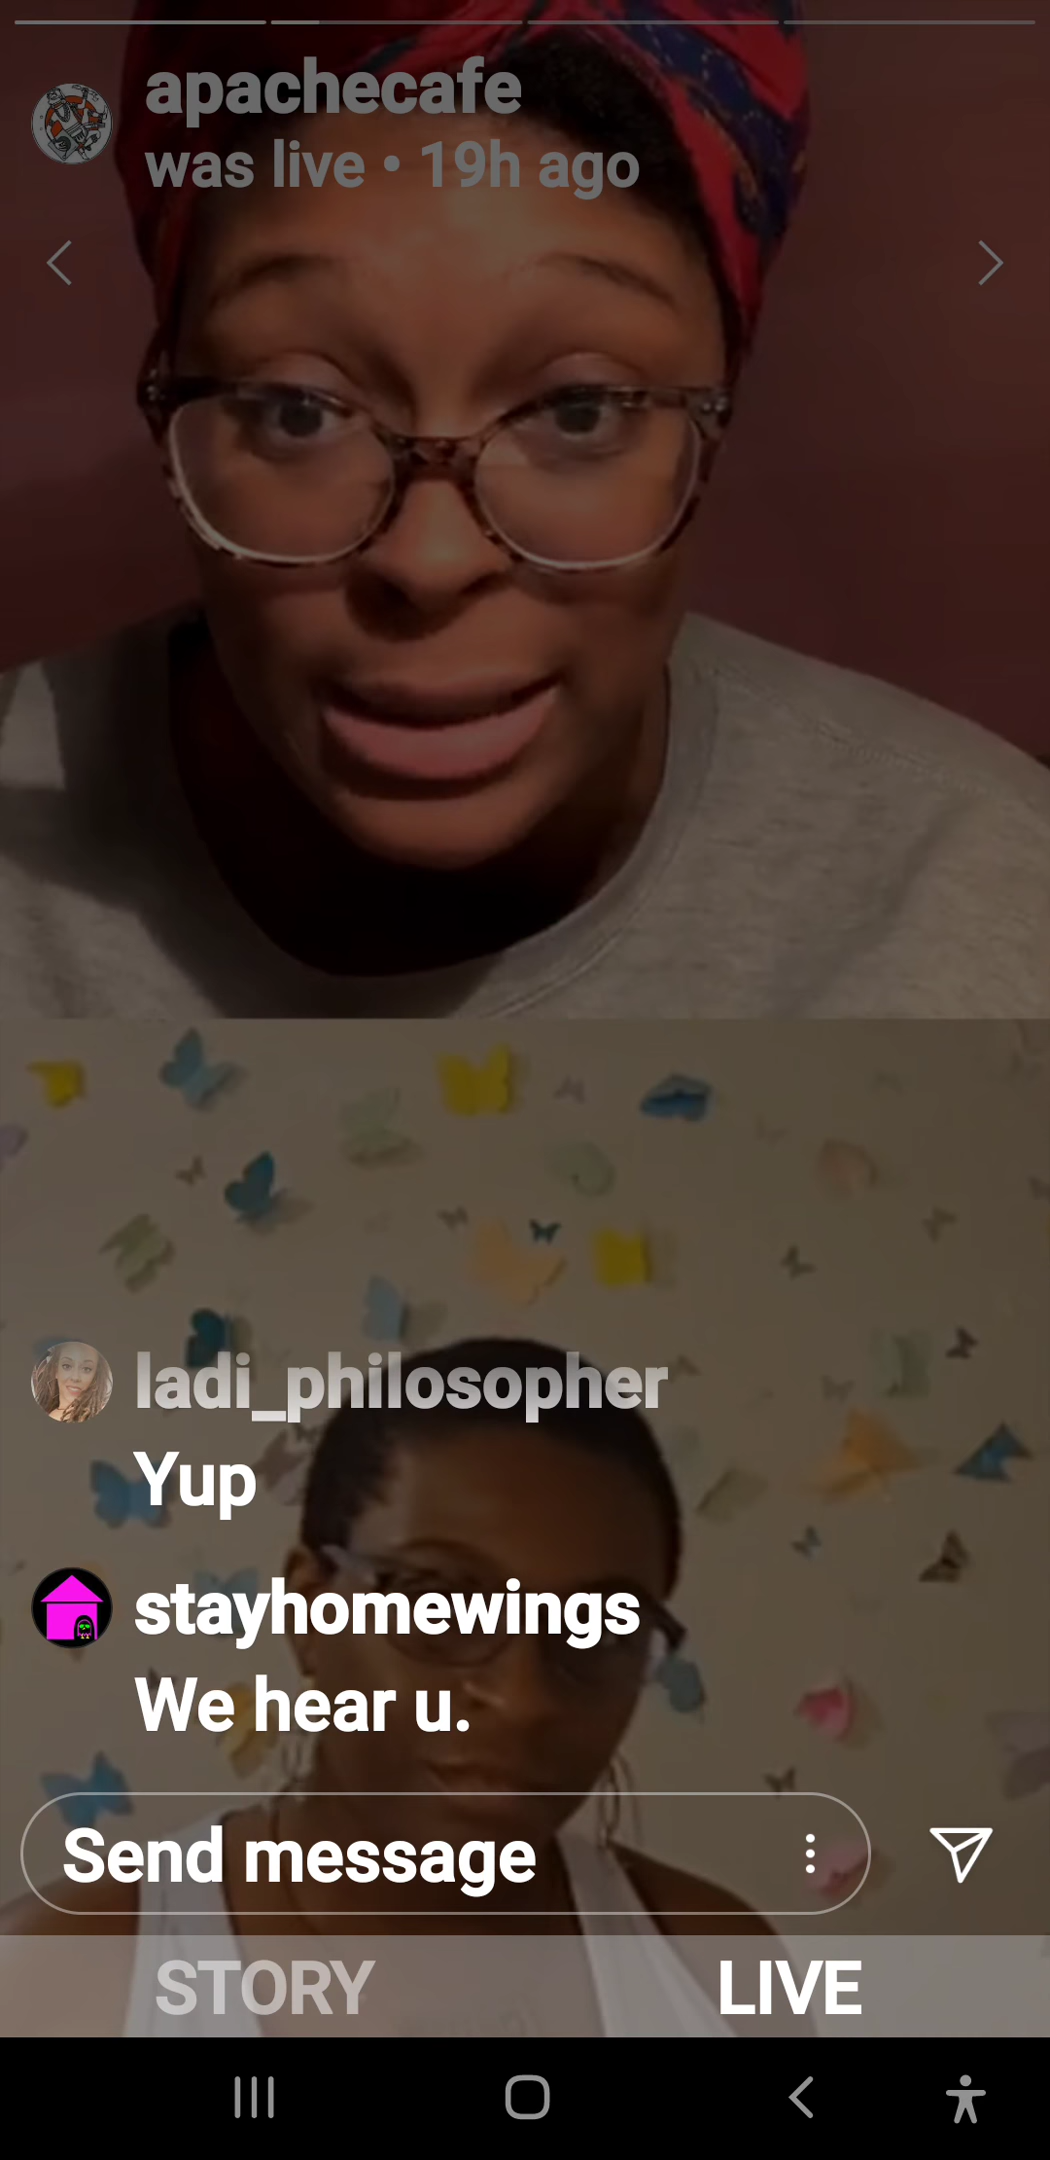 apachecafe
was live • 19h ago
ladi_philosopher
Yup
stayhomewings
We hear u.
Send message
STORY
LIVE